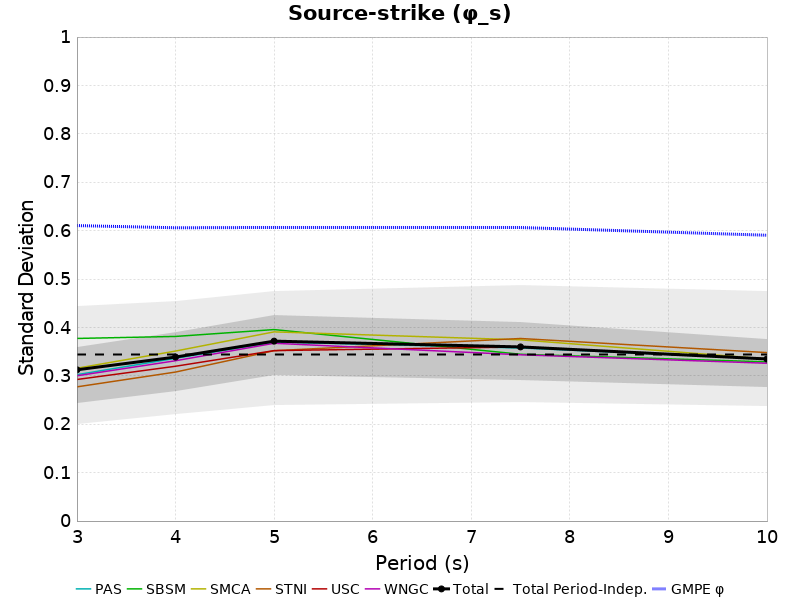 Source-strike (φ_s)
Standard Deviation
1
0.9
0.8
0.7
0.6
0.5
0.4
0.3
0.2
0.1
0
3 4 5 6 7 8 9 10
Period (s)
PAS SBSM SMCA STNI USC WNGC Total Total Period-Indep. GMPE φ